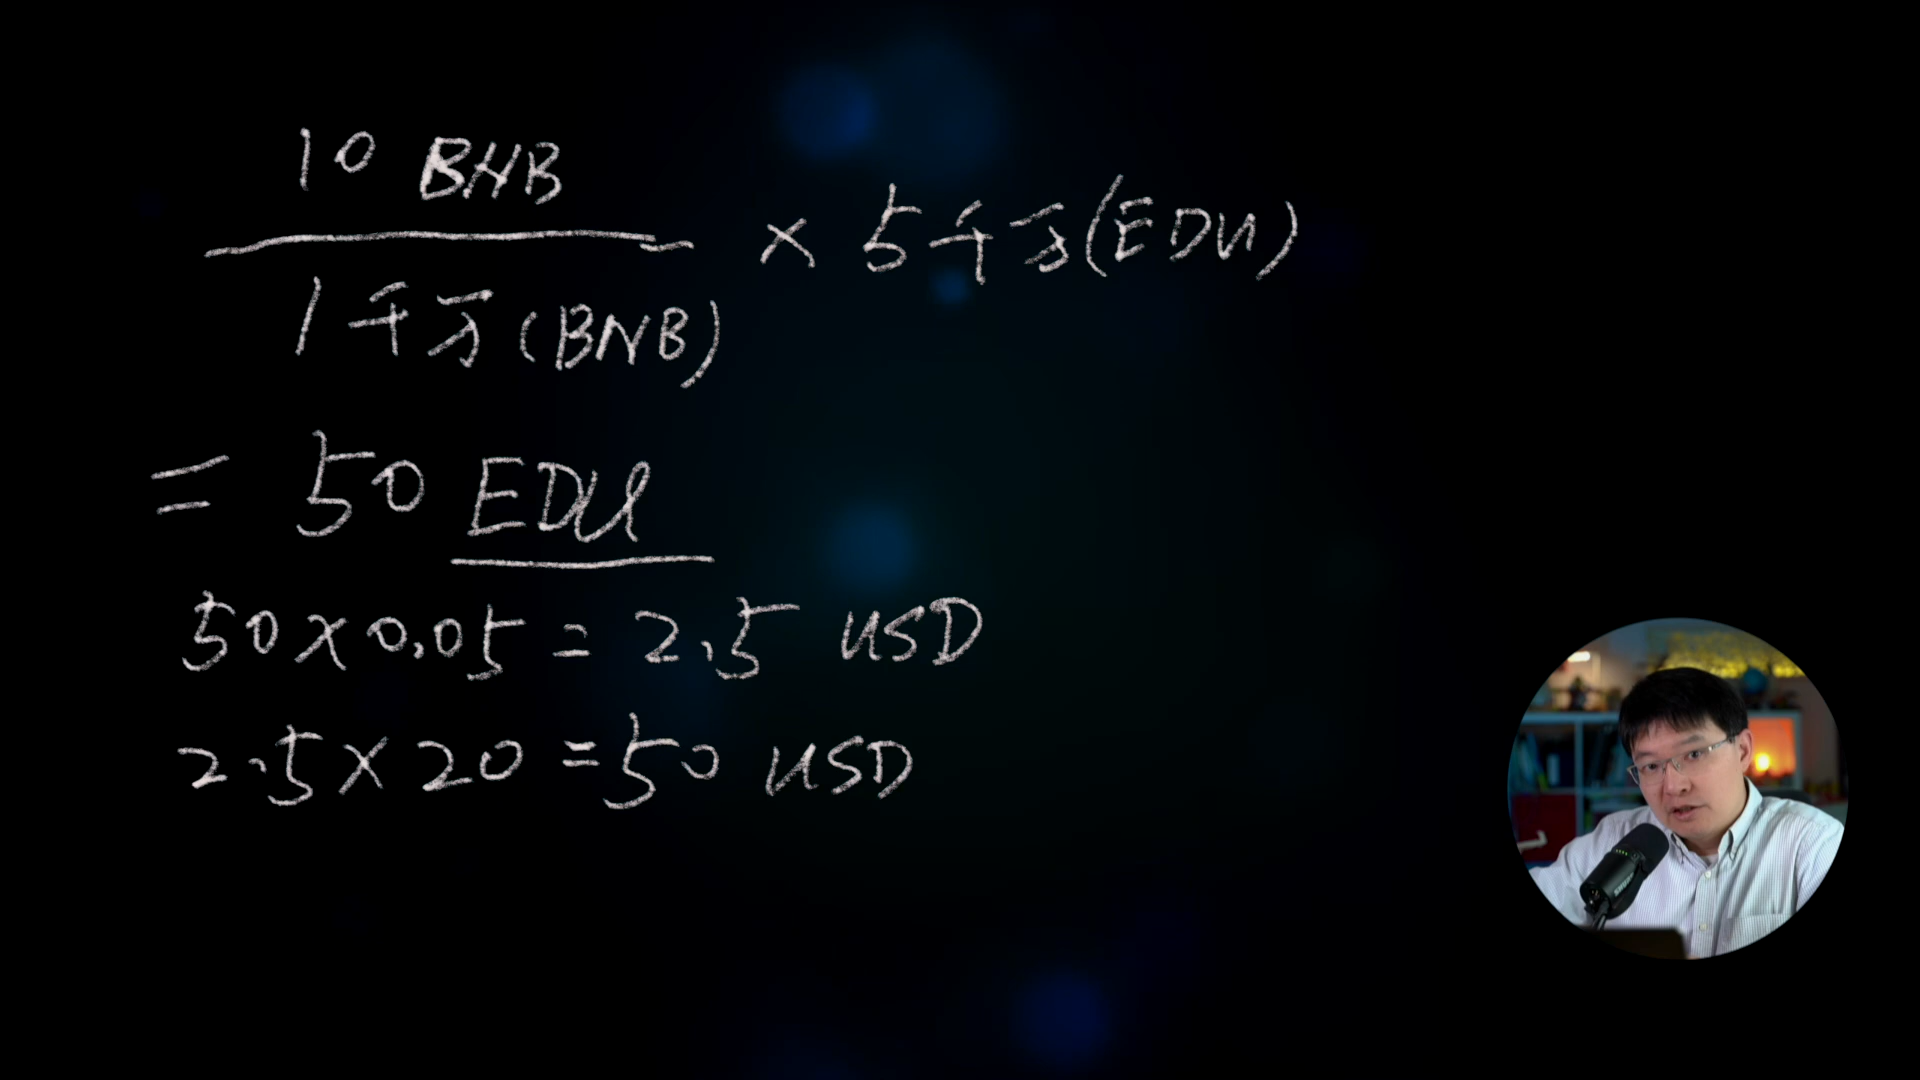 10 BNB
× 5千万(EDU)
1千万(BNB)
= 50 EDU
50×0.05=2.5 USD
2.5×20=50 USD